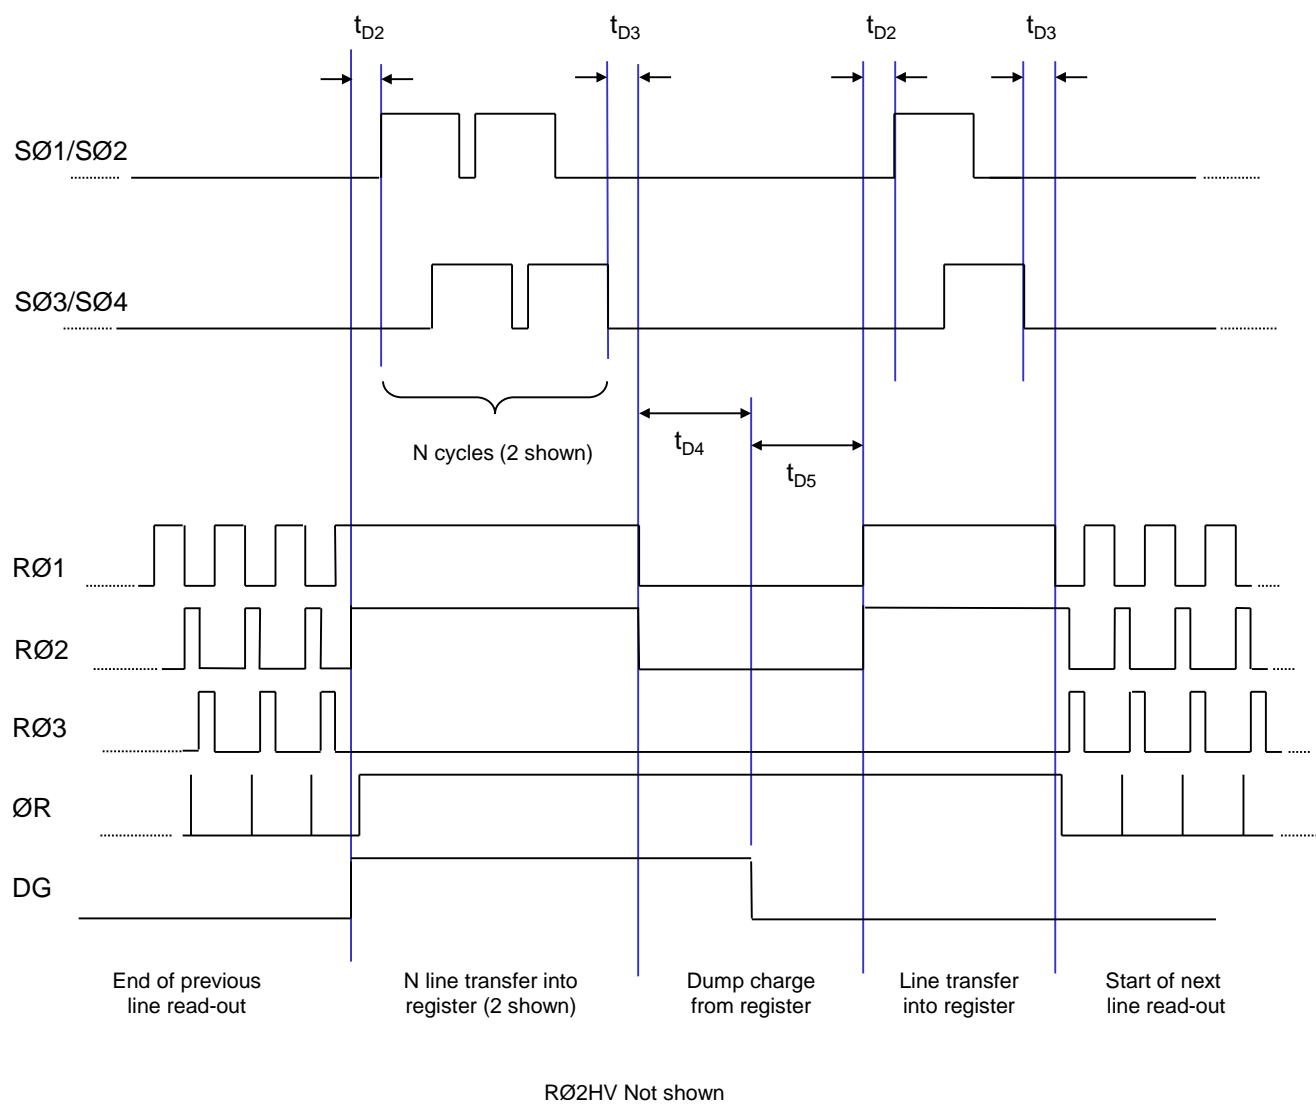 tD2
tD3
tD2
tD3
SØ1/SØ2
SØ3/SØ4
N cycles (2 shown)
tD4
tD5
RØ1
RØ2
RØ3
ØR
DG
End of previous
line read-out
N line transfer into
register (2 shown)
Dump charge
from register
Line transfer
into register
Start of next
line read-out
RØ2HV Not shown